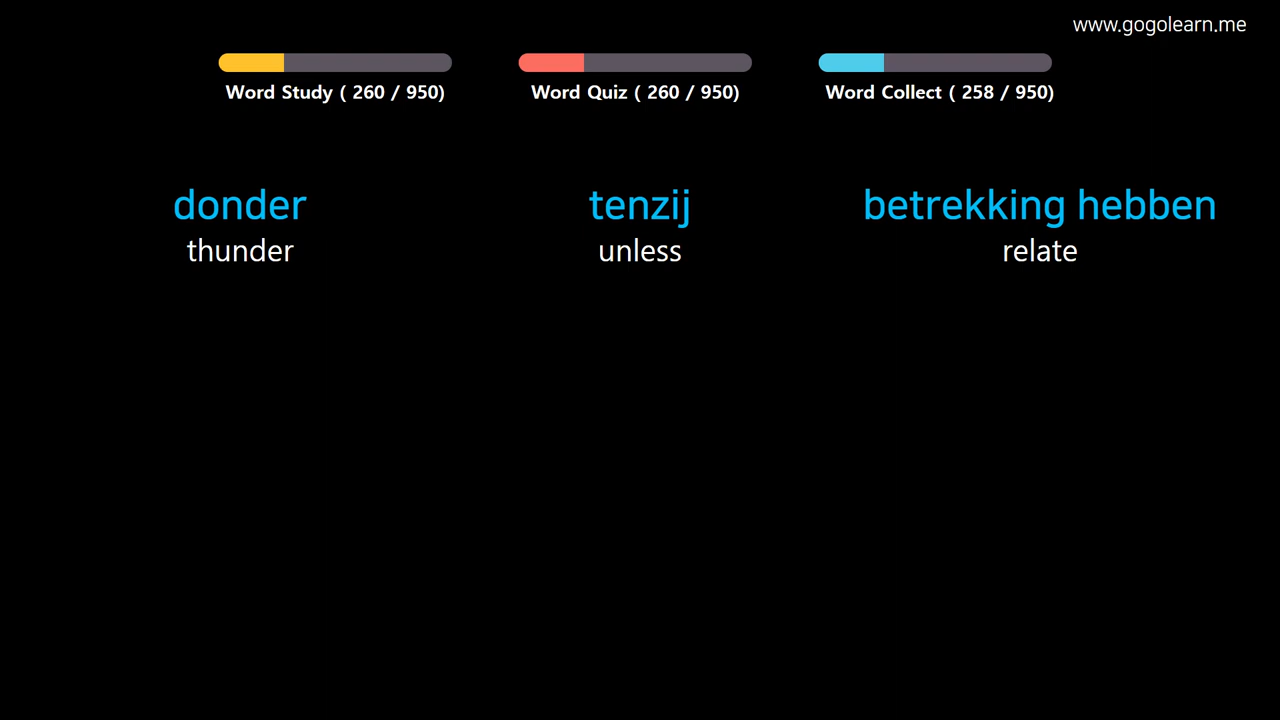 www.gogolearn.me
Word Study ( 260 / 950)
Word Quiz ( 260 / 950)
Word Collect ( 258 / 950)
donder
thunder
tenzij
unless
betrekking hebben
relate